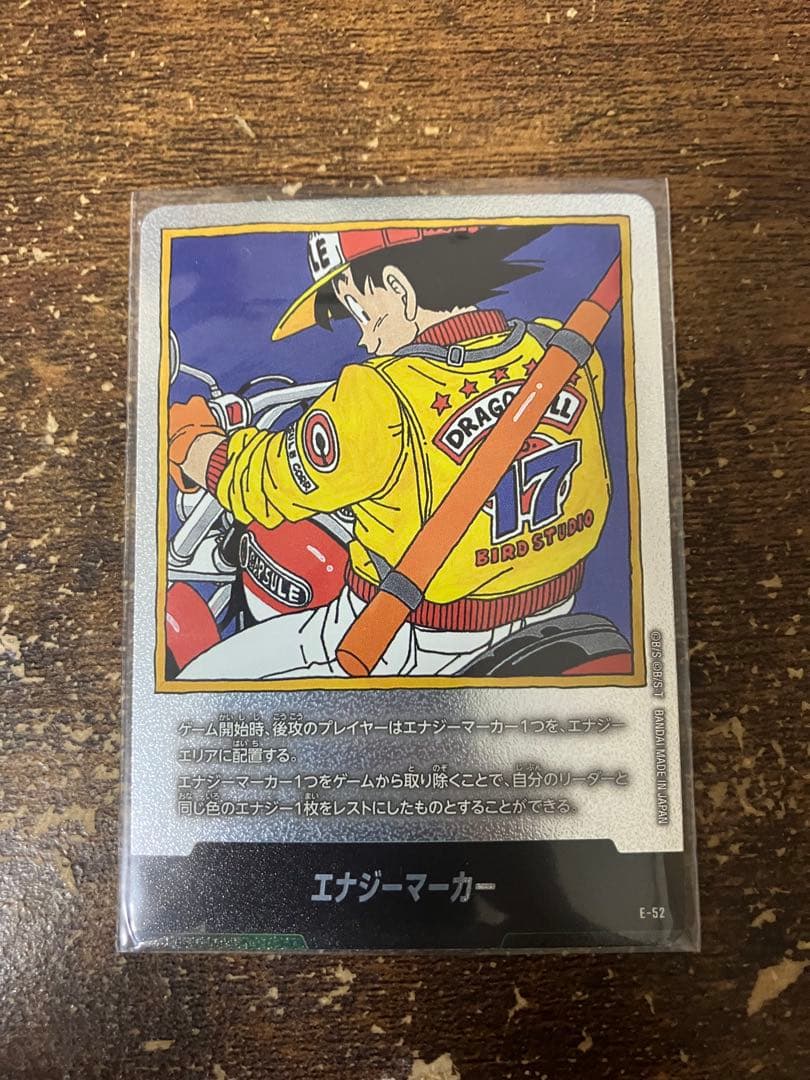 LE
DRAGO
LL
17
BIRD STUDIO
C
SULE CORP.
CAPSULE
ゲーム開始時、後攻のプレイヤーはエナジーマーカー1つを、エナジー
エリアに配置する。
エナジーマーカー1つをゲームから取り除くことで、自分のリーダーと
同じ色のエナジー1枚をレストにしたものとすることができる。
©B/S ©B/S・T BANDAI MADE IN JAPAN
エナジーマーカー
E-52